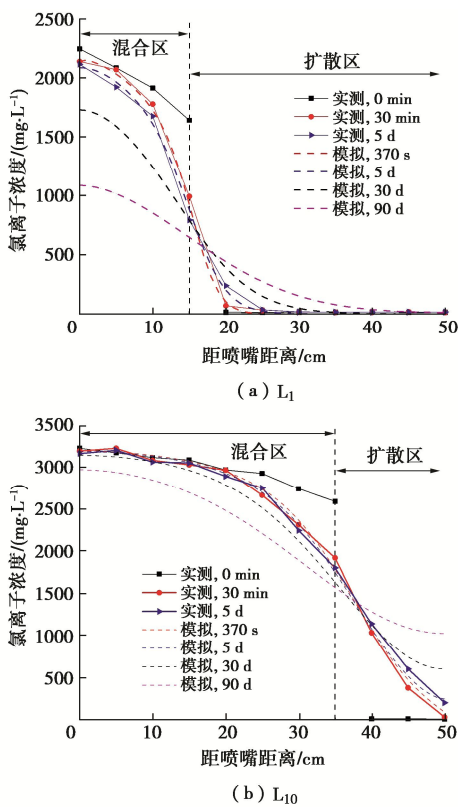 混合区
扩散区
实测, 0 min
实测, 30 min
实测, 5 d
模拟, 370 s
模拟, 5 d
模拟, 30 d
模拟, 90 d
氯离子浓度/(mg·L⁻¹)
2500
2000
1500
1000
500
0 10 20 30 40 50
距喷嘴距离/cm
(a) L₁
混合区
扩散区
氯离子浓度/(mg·L⁻¹)
3500
3000
2500
2000
1500
1000
500
0
实测, 0 min
实测, 30 min
实测, 5 d
模拟, 370 s
模拟, 5 d
模拟, 30 d
模拟, 90 d
0 10 20 30 40 50
距喷嘴距离/cm
(b) L₁₀